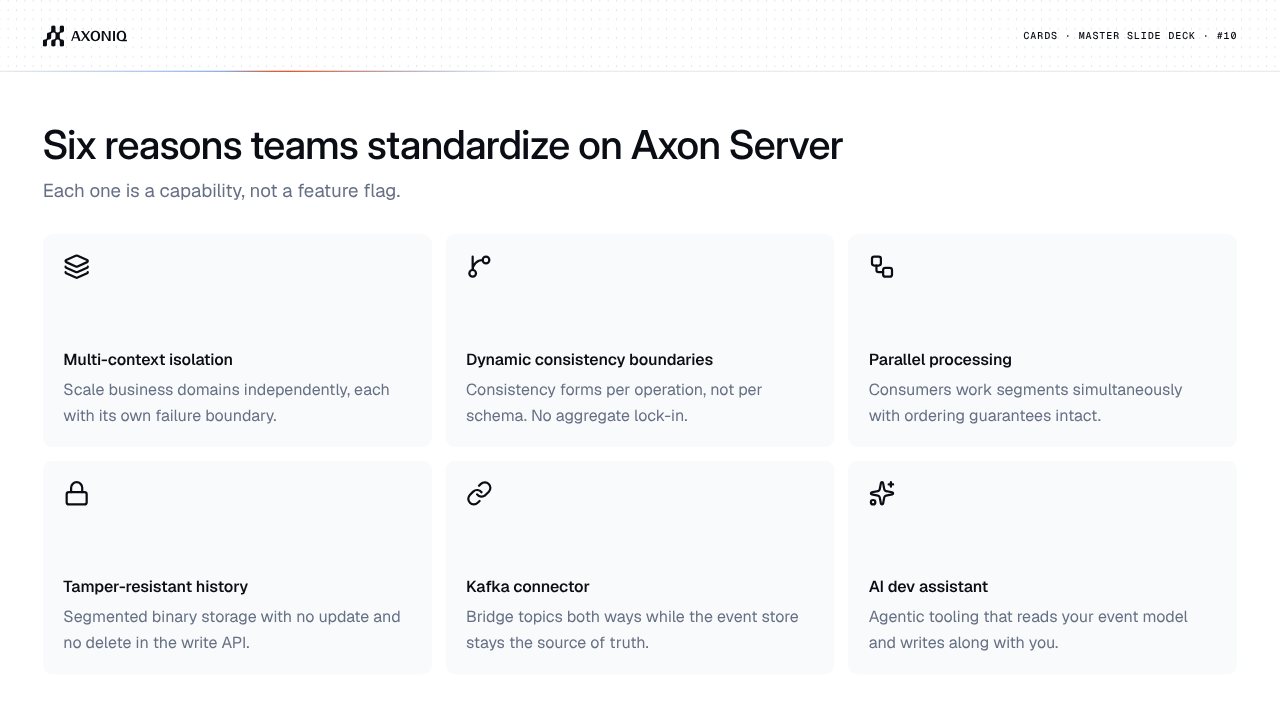 AXONIQ
CARDS · MASTER SLIDE DECK · #10
Six reasons teams standardize on Axon Server
Each one is a capability, not a feature flag.
Multi-context isolation
Scale business domains independently, each
with its own failure boundary.
Dynamic consistency boundaries
Consistency forms per operation, not per
schema. No aggregate lock-in.
Parallel processing
Consumers work segments simultaneously
with ordering guarantees intact.
Tamper-resistant history
Segmented binary storage with no update and
no delete in the write API.
Kafka connector
Bridge topics both ways while the event store
stays the source of truth.
AI dev assistant
Agentic tooling that reads your event model
and writes along with you.